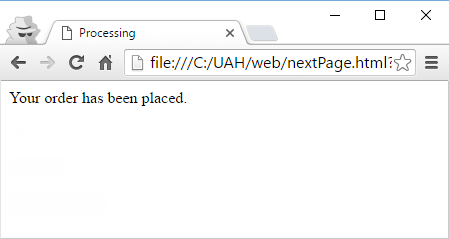 Processing
file:///C:/UAH/web/nextPage.html?
Your order has been placed.